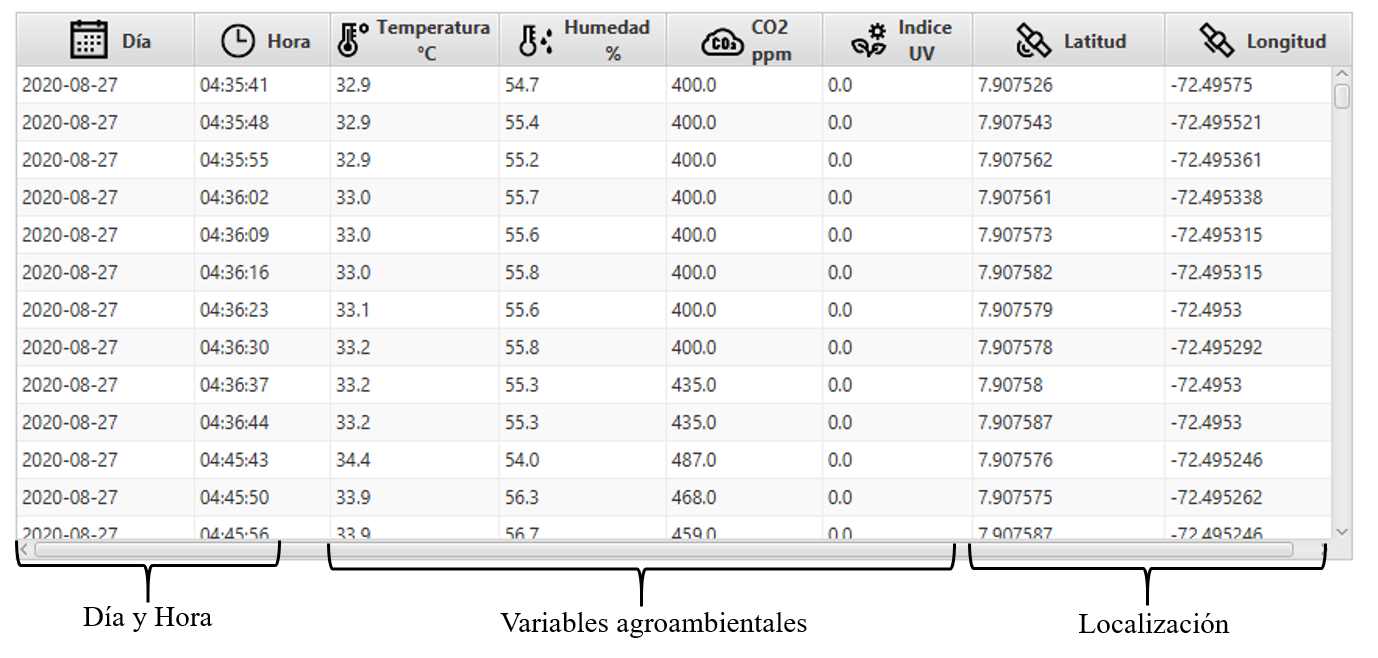 Día Hora Temperatura °C Humedad % CO2 ppm Indice UV Latitud Longitud
2020-08-27 04:35:41 32.9 54.7 400.0 0.0 7.907526 -72.49575
2020-08-27 04:35:48 32.9 55.4 400.0 0.0 7.907543 -72.495521
2020-08-27 04:35:55 32.9 55.2 400.0 0.0 7.907562 -72.495361
2020-08-27 04:36:02 33.0 55.7 400.0 0.0 7.907561 -72.495338
2020-08-27 04:36:09 33.0 55.6 400.0 0.0 7.907573 -72.495315
2020-08-27 04:36:16 33.0 55.8 400.0 0.0 7.907582 -72.495315
2020-08-27 04:36:23 33.1 55.6 400.0 0.0 7.907579 -72.4953
2020-08-27 04:36:30 33.2 55.8 400.0 0.0 7.907578 -72.495292
2020-08-27 04:36:37 33.2 55.3 435.0 0.0 7.90758 -72.4953
2020-08-27 04:36:44 33.2 55.3 435.0 0.0 7.907587 -72.4953
2020-08-27 04:45:43 34.4 54.0 487.0 0.0 7.907576 -72.495246
2020-08-27 04:45:50 33.9 56.3 468.0 0.0 7.907575 -72.495262
2020-08-27 04:45:56 33.9 56.7 459.0 0.0 7.907587 -72.495246
Día y Hora Variables agroambientales Localización